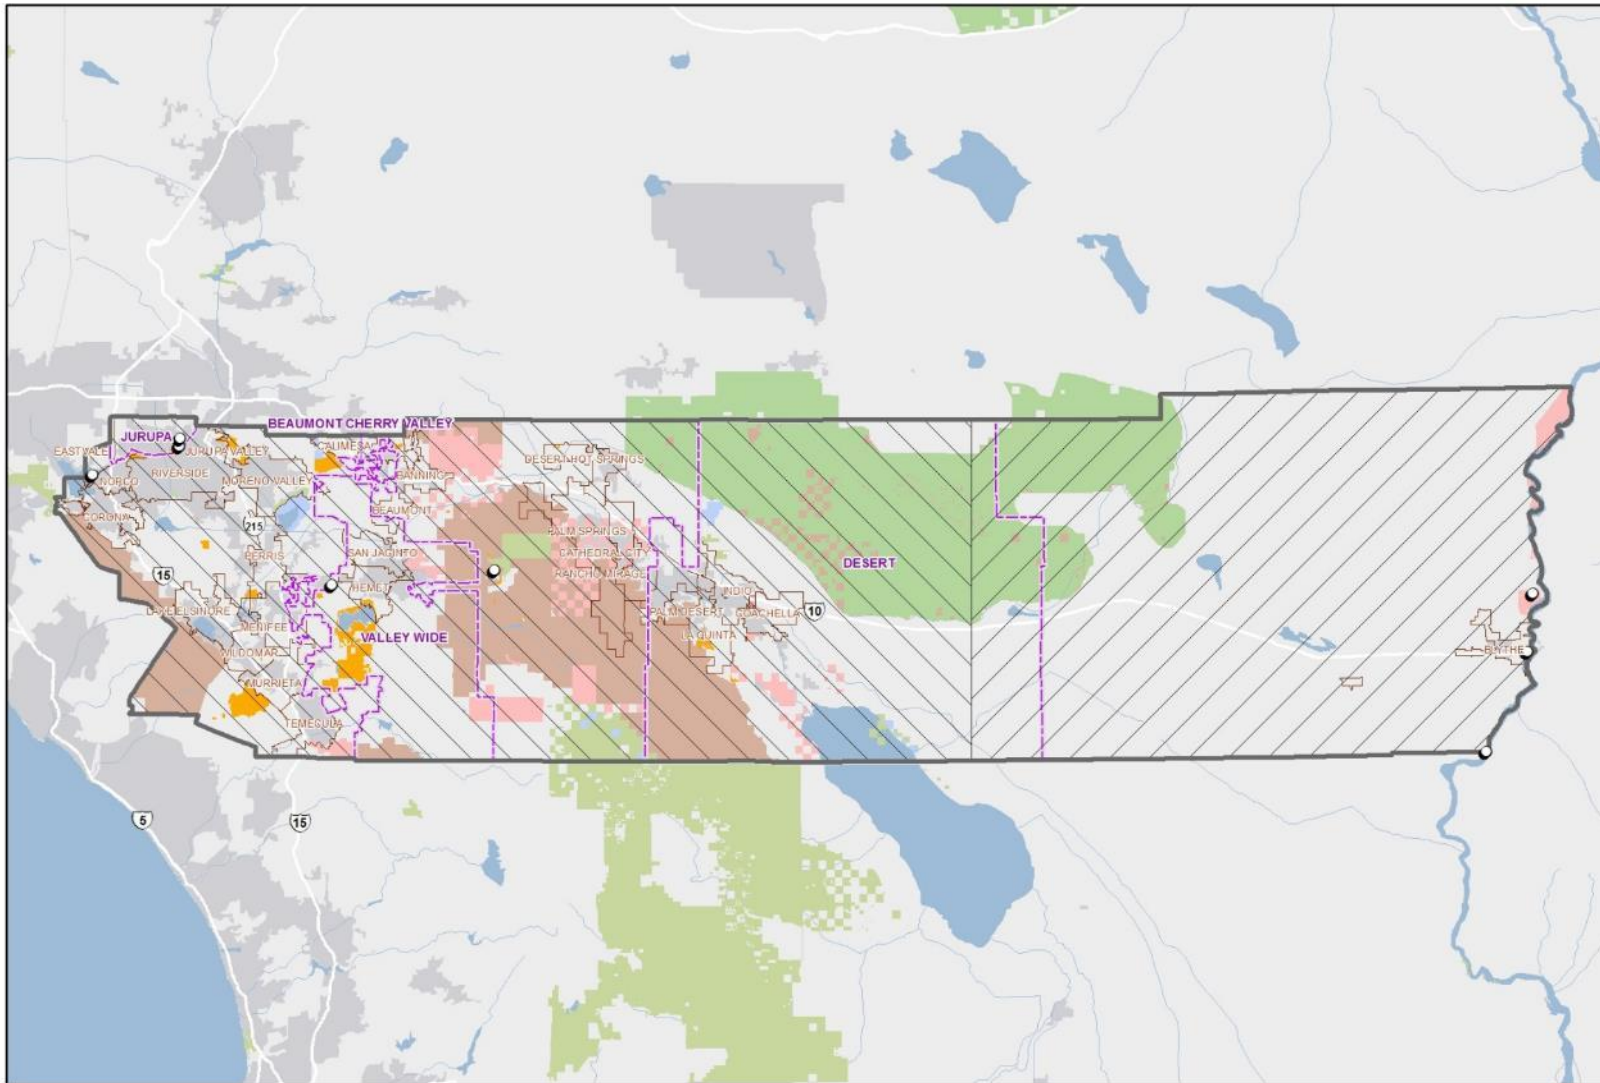 BEAUMONT CHERRY VALLEY
JURUPA
CALIMESA
EASTVALE
JURUPA VALLEY
DESERT HOT SPRINGS
RIVERSIDE
MORENO VALLEY
BANNING
NORCO
BEAUMONT
CORONA
215
PALM SPRINGS
PERRIS
SAN JACINTO
CATHEDRAL CITY
DESERT
15
RANCHO MIRAGE
HEMET
INDIO
LAKE ELSINORE
PALM DESERT
COACHELLA
10
MENIFEE
VALLEY WIDE
LA QUINTA
WILDOMAR
BLYTHE
MURRIETA
TEMECULA
5
15